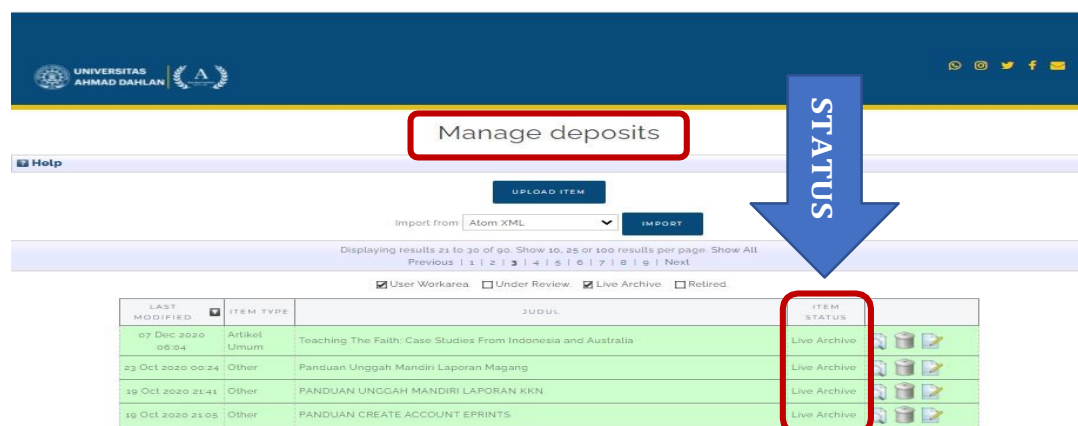 UNIVERSITAS
AHMAD DAHLAN
A
STATUS
Manage deposits
Help
UPLOAD ITEM
Import from Atom XML IMPORT
Displaying results 21 to 30 of 90. Show 10, 25 or 100 results per page. Show All
Previous | 1 | 2 | 3 | 4 | 5 | 6 | 7 | 8 | 9 | Next
User Workarea. Under Review. Live Archive. Retired.
LAST MODIFIED ITEM TYPE JUDUL ITEM STATUS
07 Dec 2020 06:04 Artikel Umum Teaching The Faith: Case Studies From Indonesia and Australia Live Archive
23 Oct 2020 00:24 Other Panduan Unggah Mandiri Laporan Magang Live Archive
19 Oct 2020 21:41 Other PANDUAN UNGGAH MANDIRI LAPORAN KKN Live Archive
19 Oct 2020 21:05 Other PANDUAN CREATE ACCOUNT EPRINTS Live Archive